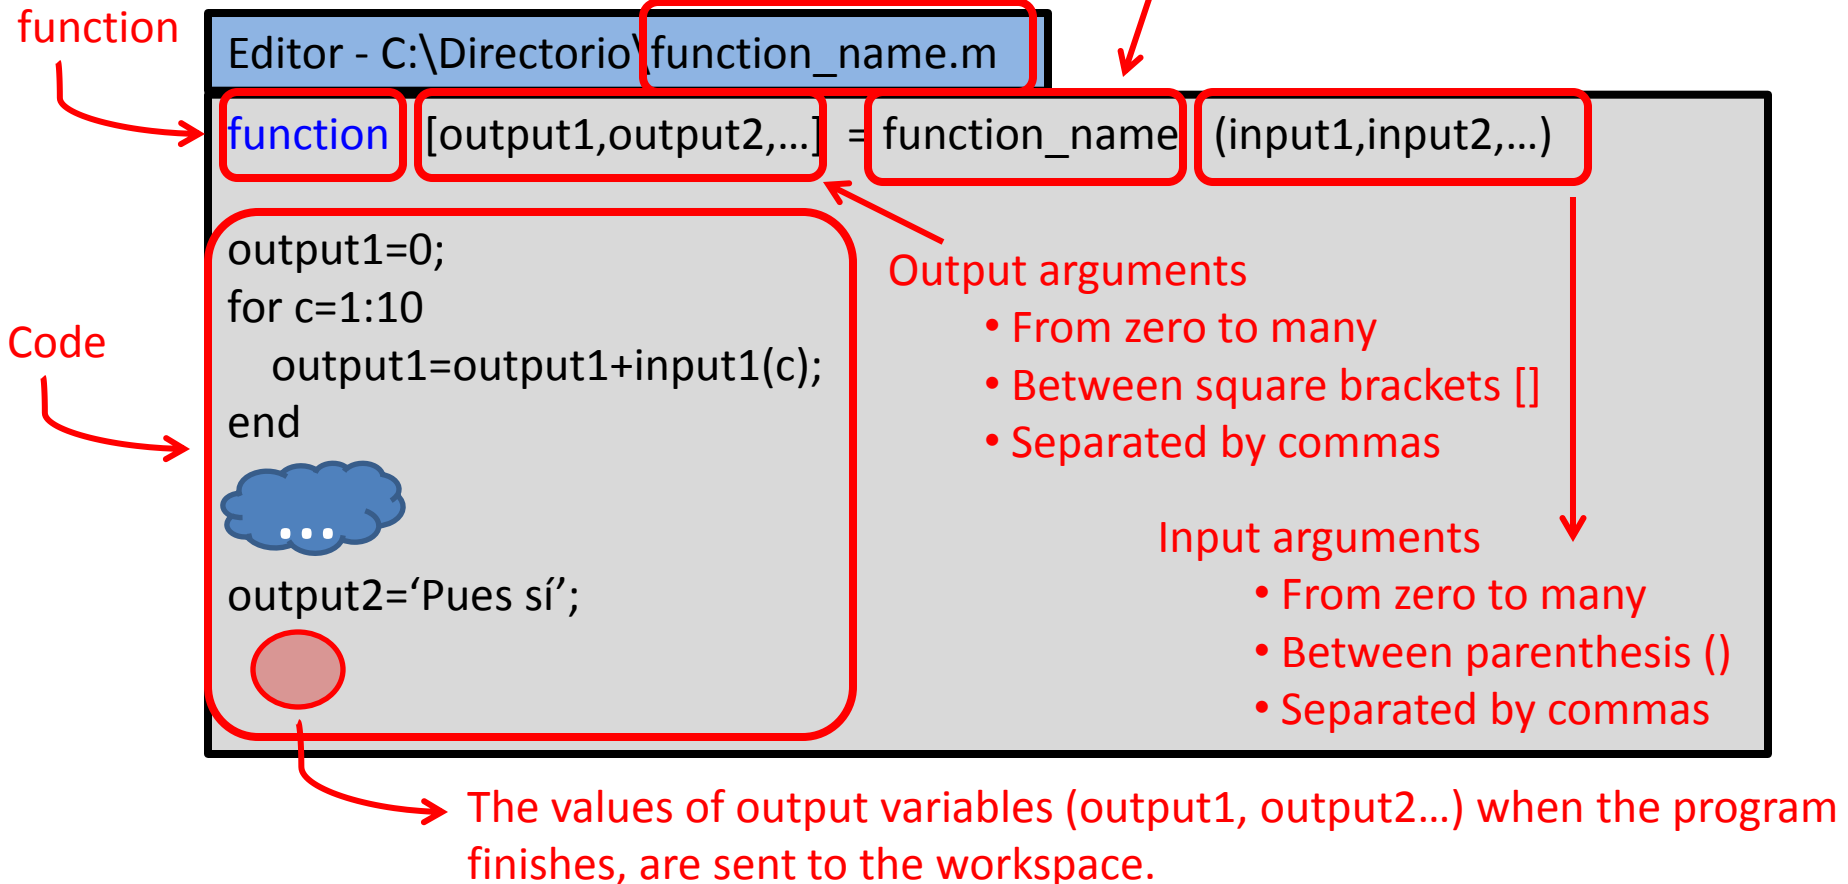 function
Editor - C:\Directorio\function_name.m
function [output1,output2,…] = function_name (input1,input2,…)
output1=0;
for c=1:10
output1=output1+input1(c);
end
...
output2=‘Pues sí’;
Code
Output arguments
• From zero to many
• Between square brackets []
• Separated by commas
Input arguments
• From zero to many
• Between parenthesis ()
• Separated by commas
The values of output variables (output1, output2…) when the program
finishes, are sent to the workspace.